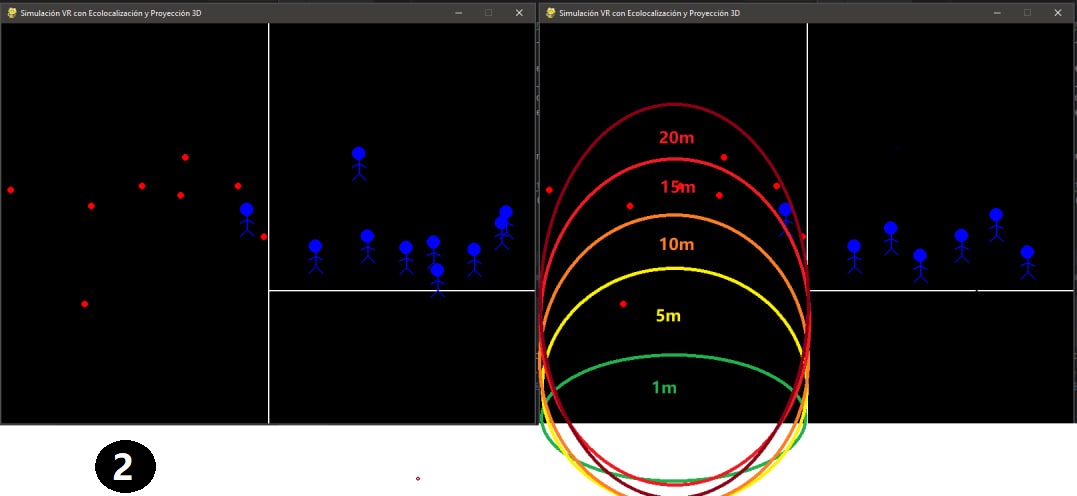 Simulación VR con Ecolocalización y Proyección 3D
Simulación VR con Ecolocalización y Proyección 3D
20m
15m
10m
5m
1m
2